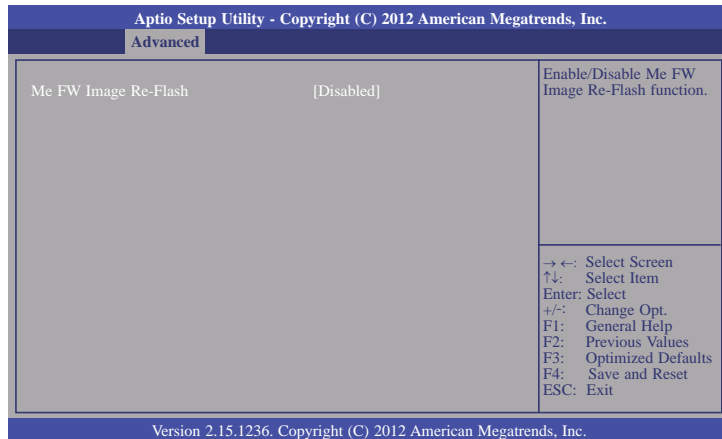 Aptio Setup Utility - Copyright (C) 2012 American Megatrends, Inc.
Advanced
Me FW Image Re-Flash [Disabled]
Enable/Disable Me FW
Image Re-Flash function.
→ ←: Select Screen
↑↓: Select Item
Enter: Select
+/-: Change Opt.
F1: General Help
F2: Previous Values
F3: Optimized Defaults
F4: Save and Reset
ESC: Exit
Version 2.15.1236. Copyright (C) 2012 American Megatrends, Inc.